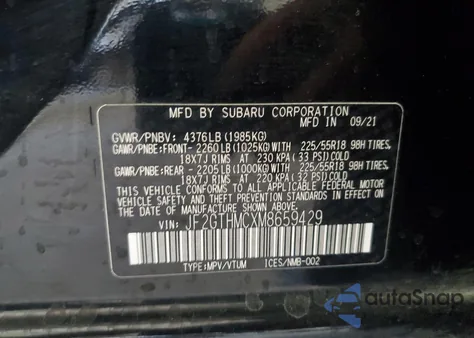 MFD BY SUBARU CORPORATION
MFD IN 09/21
GVWR/PNBV: 4376LB (1985KG)
GAWR/PNBE:FRONT- 2260LB (1025KG) 225/55R18 98H TIRES,
18X7J RIMS AT 230 KPA (33 PSI) COLD
GAWR/PNBE:REAR -2205LB (1000KG) 225/55R18 98H TIRES,
18X7J RIMS AT 220 KPA (32 PSI) COLD
THIS VEHICLE CONFORMS TO ALL APPLICABLE FEDERAL MOTOR
VEHICLE SAFETY, BUMPER, AND THEFT PREVENTION STANDARDS
IN EFFECT ON THE DATE OF MANUFACTURE SHOWN ABOVE.
VIN: JF2GTHMCXM8659429
TYPE:MPV/VTUM ICES/NMB-002
autoSnap